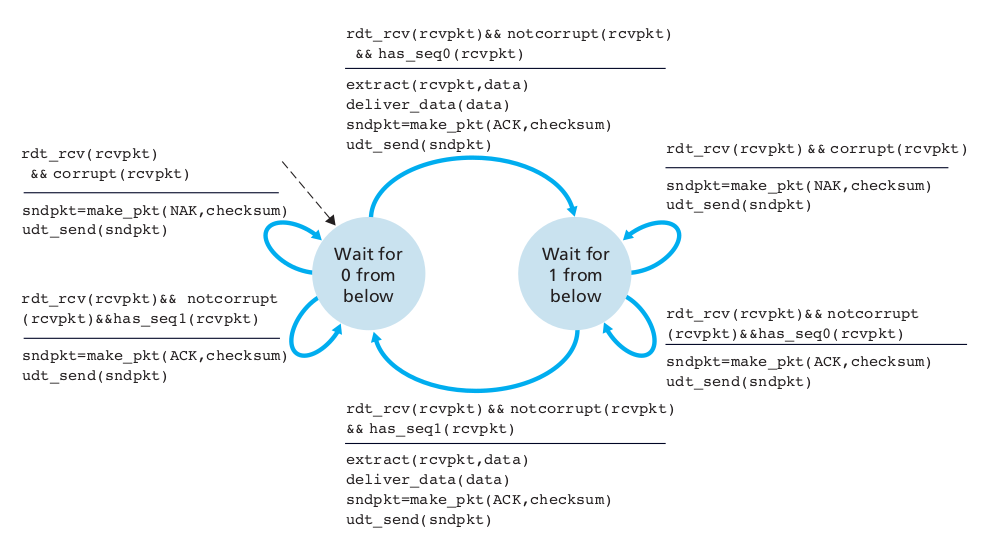 rdt_rcv(rcvpkt)&& notcorrupt(rcvpkt)
&& has_seq0(rcvpkt)
extract(rcvpkt,data)
deliver_data(data)
sndpkt=make_pkt(ACK,checksum)
udt_send(sndpkt)
rdt_rcv(rcvpkt)
&& corrupt(rcvpkt)
sndpkt=make_pkt(NAK,checksum)
udt_send(sndpkt)
rdt_rcv(rcvpkt) && corrupt(rcvpkt)
sndpkt=make_pkt(NAK,checksum)
udt_send(sndpkt)
Wait for
0 from
below
Wait for
1 from
below
rdt_rcv(rcvpkt)&& notcorrupt
(rcvpkt)&&has_seq1(rcvpkt)
sndpkt=make_pkt(ACK,checksum)
udt_send(sndpkt)
rdt_rcv(rcvpkt)&& notcorrupt
(rcvpkt)&&has_seq0(rcvpkt)
sndpkt=make_pkt(ACK,checksum)
udt_send(sndpkt)
rdt_rcv(rcvpkt) && notcorrupt(rcvpkt)
&& has_seq1(rcvpkt)
extract(rcvpkt,data)
deliver_data(data)
sndpkt=make_pkt(ACK,checksum)
udt_send(sndpkt)